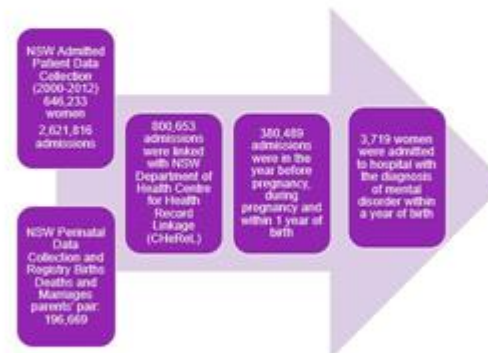 NSW Admitted
Patient Data
Collection
(2000-2012)
646,233
women
2,621,816
admissions
NSW Perinatal
Data
Collection and
Registry Births
Deaths and
Marriages
parents' pair:
196,669
800,653
admissions
were linked
with NSW
Department of
Health Centre
for Health
Record
Linkage
(CHeReL)
380,489
admissions
were in the
year before
pregnancy,
during
pregnancy and
within 1 year of
birth
3,719 women
were admitted
to hospital with
the diagnosis
of mental
disorder within
a year of birth